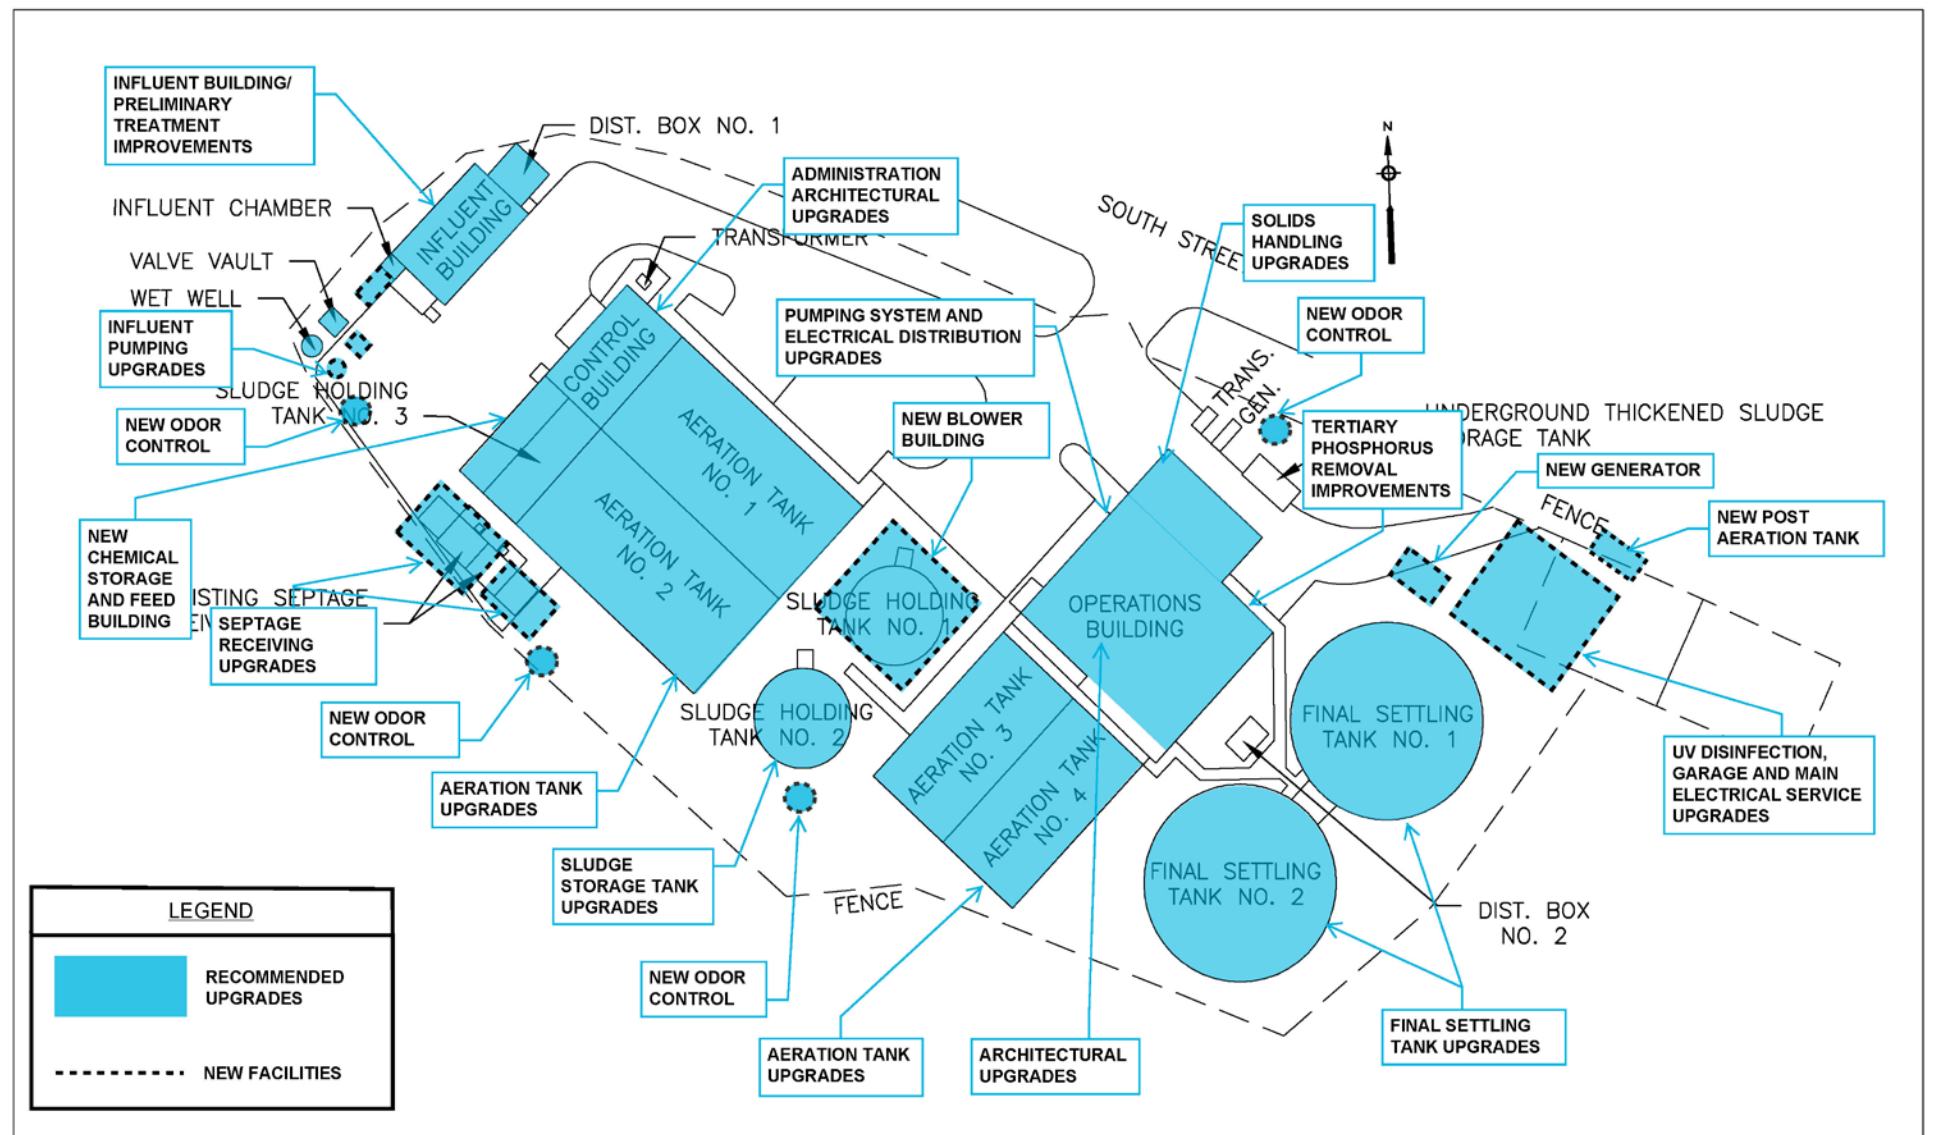 INFLUENT BUILDING/
PRELIMINARY
TREATMENT
IMPROVEMENTS
DIST. BOX NO. 1
INFLUENT CHAMBER
VALVE VAULT
WET WELL
INFLUENT
BUILDING
INFLUENT
PUMPING
UPGRADES
SLUDGE HOLDING
TANK NO. 3
NEW ODOR
CONTROL
ADMINISTRATION
ARCHITECTURAL
UPGRADES
TRANSFORMER
CONTROL
BUILDING
AERATION TANK
NO. 1
AERATION TANK
NO. 2
PUMPING SYSTEM AND
ELECTRICAL DISTRIBUTION
UPGRADES
NEW BLOWER
BUILDING
SOUTH STREE
SOLIDS
HANDLING
UPGRADES
N
NEW ODOR
CONTROL
TRANS.
GEN.
TERTIARY
PHOSPHORUS
REMOVAL
IMPROVEMENTS
UNDERGROUND THICKENED SLUDGE
ORAGE TANK
NEW GENERATOR
FENCE
NEW POST
AERATION TANK
NEW
CHEMICAL
STORAGE
AND FEED
BUILDING
ISTING SEPTAGE
EIV
SEPTAGE
RECEIVING
UPGRADES
NEW ODOR
CONTROL
SLUDGE HOLDING
TANK NO. 1
OPERATIONS
BUILDING
SLUDGE HOLDING
TANK NO. 2
AERATION TANK
NO. 3
AERATION TANK
NO. 4
FINAL SETTLING
TANK NO. 1
FINAL SETTLING
TANK NO. 2
UV DISINFECTION,
GARAGE AND MAIN
ELECTRICAL SERVICE
UPGRADES
AERATION TANK
UPGRADES
SLUDGE
STORAGE TANK
UPGRADES
FENCE
DIST. BOX
NO. 2
NEW ODOR
CONTROL
AERATION TANK
UPGRADES
ARCHITECTURAL
UPGRADES
FINAL SETTLING
TANK UPGRADES
LEGEND
RECOMMENDED
UPGRADES
NEW FACILITIES